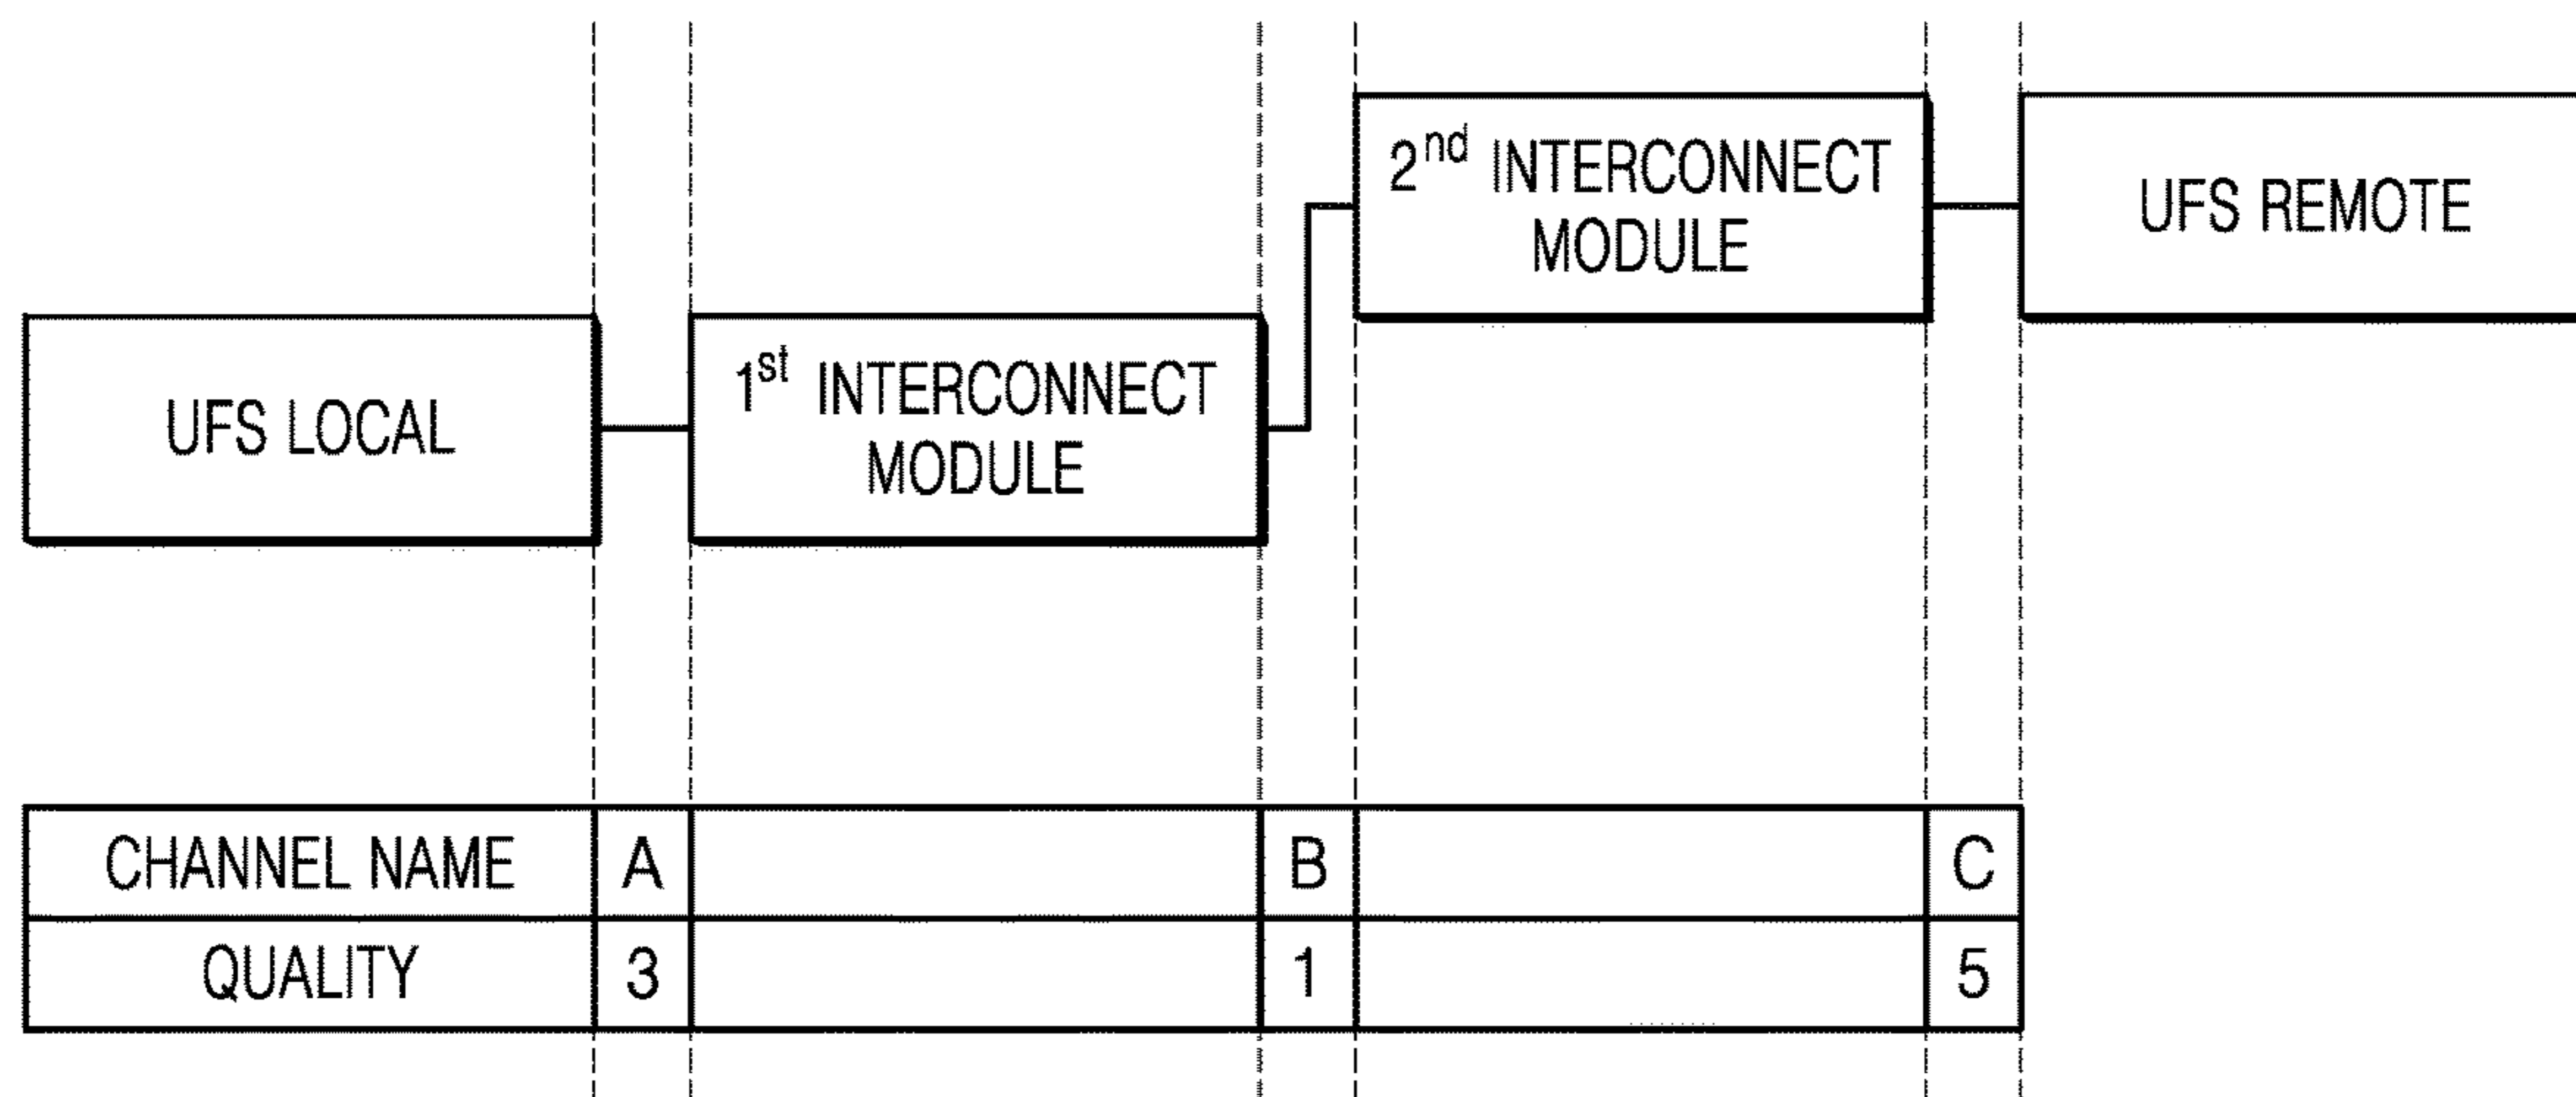 2nd INTERCONNECT
MODULE
UFS REMOTE
UFS LOCAL
1st INTERCONNECT
MODULE
CHANNEL NAME A B C
QUALITY 3 1 5